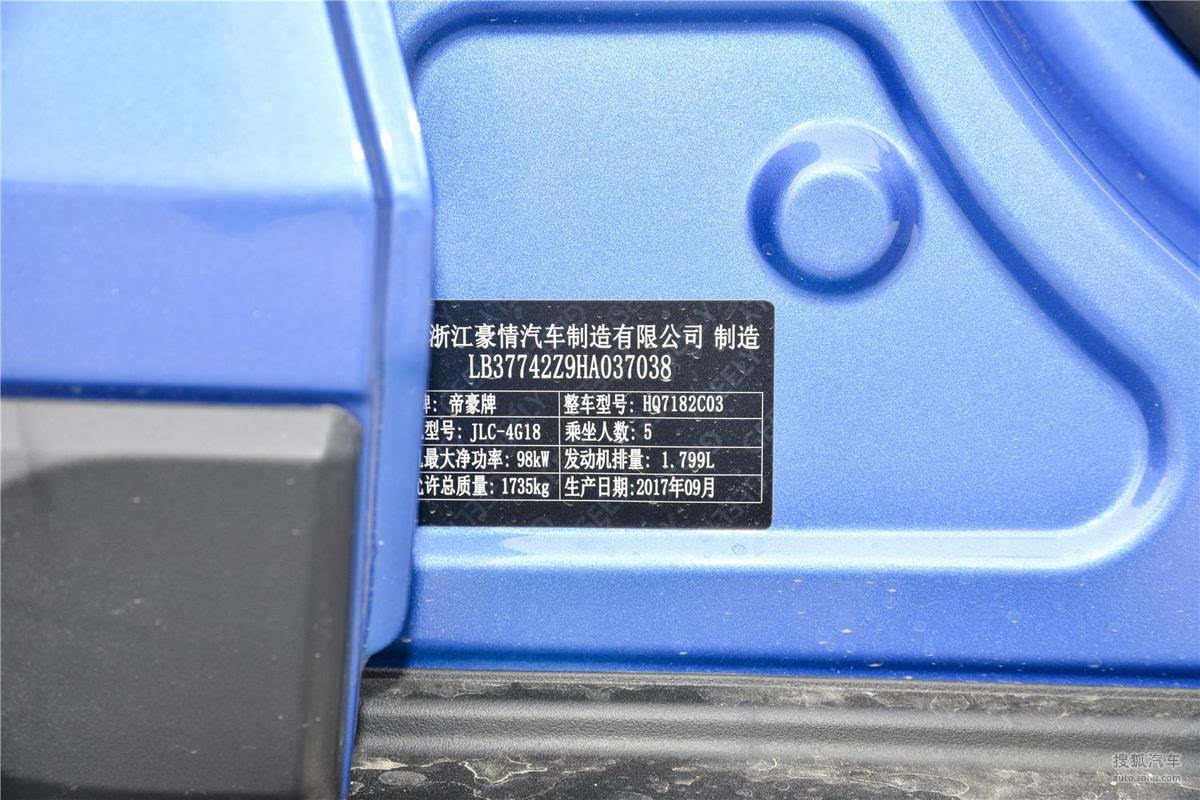 浙江豪情汽车制造有限公司 制造
LB37742Z9HA037038
牌: 帝豪牌 整车型号: HQ7182C03
型号: JLC-4G18 乘坐人数: 5
最大净功率: 98kW 发动机排量: 1.799L
允许总质量: 1735kg 生产日期:2017年09月
搜狐汽车
auto.sohu.com